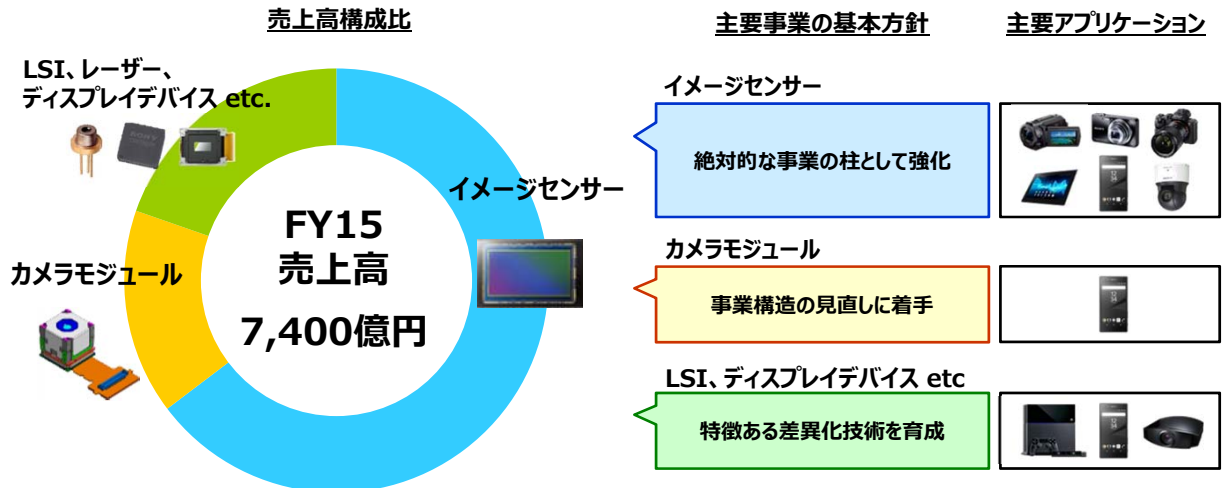 売上高構成比
主要事業の基本方針
主要アプリケーション
LSI、レーザー、
ディスプレイデバイス etc.
SONY
イメージセンサー
カメラモジュール
FY15
売上高
7,400億円
イメージセンサー
絶対的な事業の柱として強化
カメラモジュール
事業構造の見直しに着手
LSI、ディスプレイデバイス etc
特徴ある差異化技術を育成